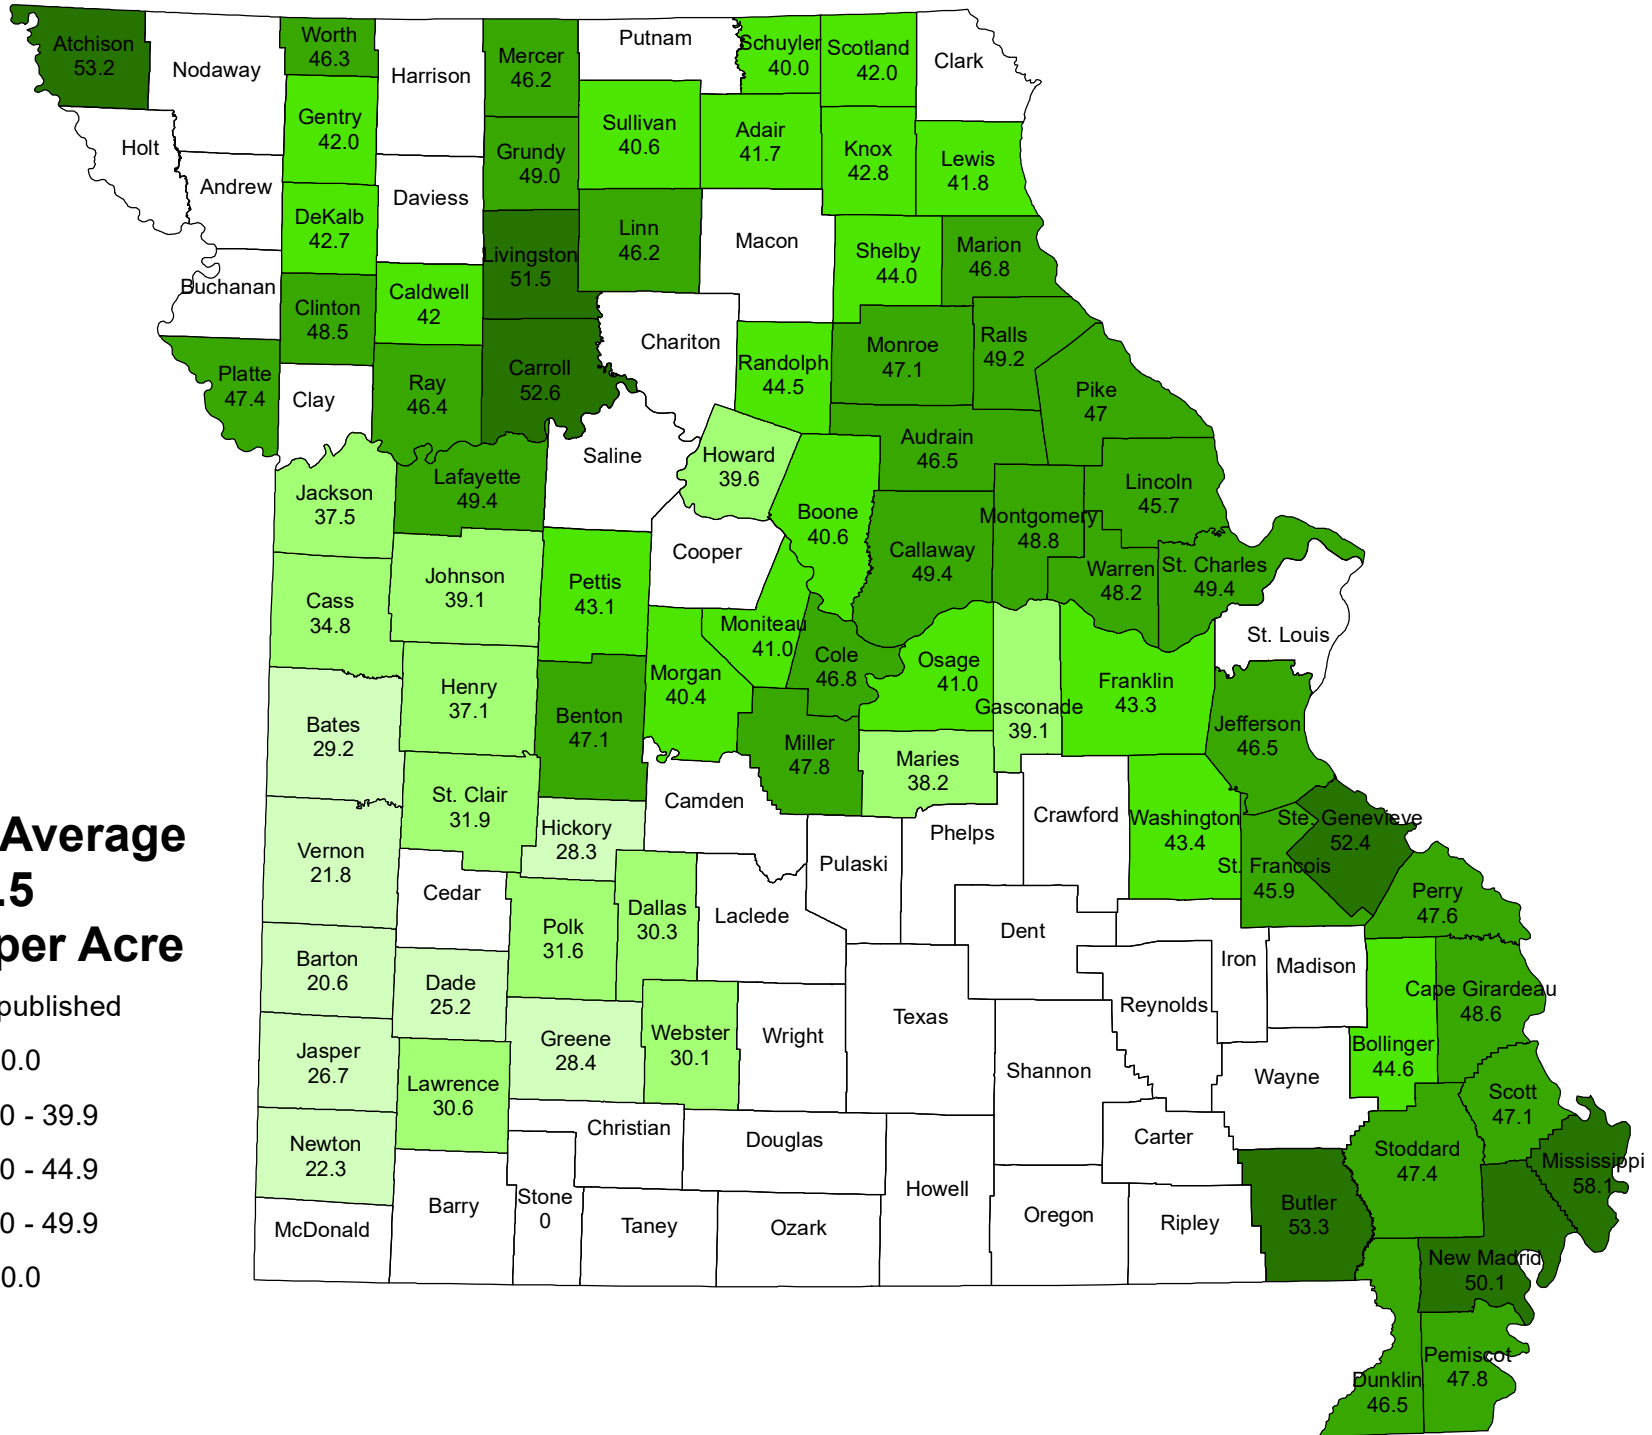 Atchison
53.2
Nodaway
Worth
46.3
Harrison
Mercer
46.2
Putnam
Schuyler
40.0
Scotland
42.0
Clark
Holt
Andrew
Gentry
42.0
DeKalb
42.7
Daviess
Grundy
49.0
Sullivan
40.6
Adair
41.7
Knox
42.8
Lewis
41.8
Buchanan
Clinton
48.5
Caldwell
42
Livingston
51.5
Linn
46.2
Macon
Shelby
44.0
Marion
46.8
Platte
47.4
Clay
Ray
46.4
Carroll
52.6
Chariton
Randolph
44.5
Monroe
47.1
Ralls
49.2
Pike
47
Jackson
37.5
Lafayette
49.4
Saline
Howard
39.6
Boone
40.6
Audrain
46.5
Callaway
49.4
Montgomery
48.8
Lincoln
45.7
Warren
48.2
St. Charles
49.4
St. Louis
Cass
34.8
Johnson
39.1
Pettis
43.1
Cooper
Moniteau
41.0
Morgan
40.4
Cole
46.8
Osage
41.0
Gasconade
39.1
Franklin
43.3
Jefferson
46.5
Bates
29.2
Henry
37.1
Benton
47.1
Miller
47.8
Maries
38.2
St. Clair
31.9
Hickory
28.3
Camden
Pulaski
Phelps
Crawford
Washington
43.4
Ste. Genevieve
52.4
St. Francois
45.9
Perry
47.6
Average
.5
per Acre
published
0.0
0 - 39.9
0 - 44.9
0 - 49.9
0.0
Vernon
21.8
Cedar
Polk
31.6
Dallas
30.3
Laclede
Dent
Iron
Madison
Bollinger
44.6
Cape Girardeau
48.6
Barton
20.6
Dade
25.2
Greene
28.4
Webster
30.1
Wright
Texas
Reynolds
Shannon
Wayne
Scott
47.1
Jasper
26.7
Lawrence
30.6
Christian
Douglas
Carter
Stoddard
47.4
Mississippi
58.1
Newton
22.3
McDonald
Barry
Stone
0
Taney
Ozark
Howell
Oregon
Ripley
Butler
53.3
New Madrid
50.1
Pemiscot
47.8
Dunklin
46.5